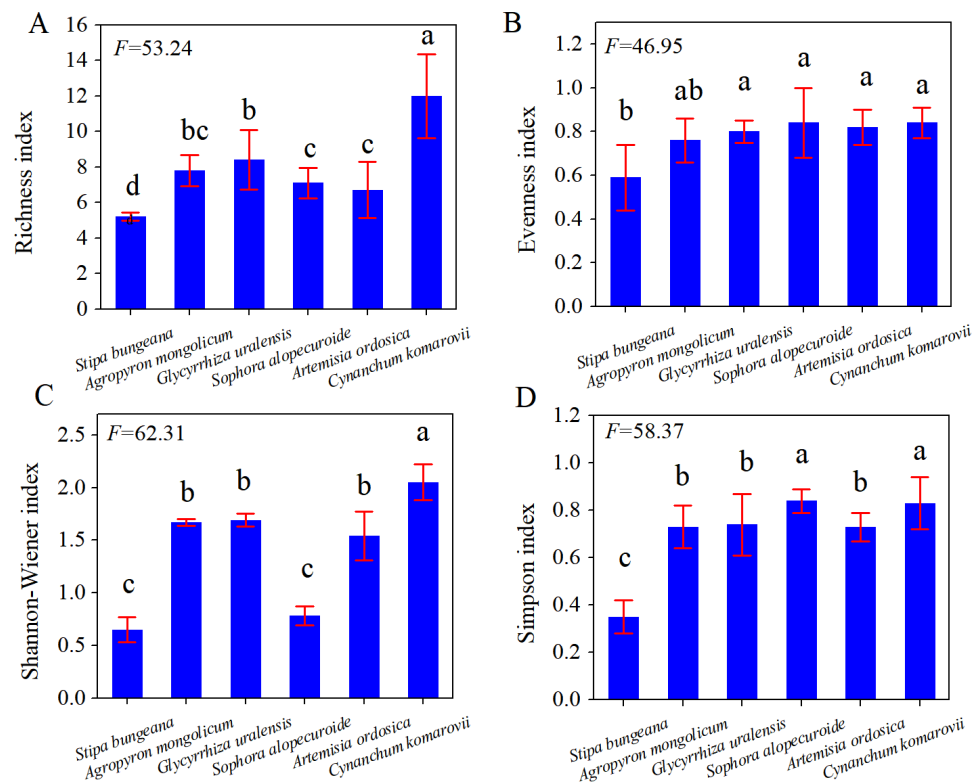 A
F=53.24
a
b
bc
c
c
d
16
14
12
10
8
6
4
2
0
Richness index
Stipa bungeana
Agropyron mongolicum
Glycyrrhiza uralensis
Sophora alopecuroide
Artemisia ordosica
Cynanchum komarovii
B
F=46.95
b
ab
a
a
a
a
1.2
1.0
0.8
0.6
0.4
0.2
0.0
Evenness index
Stipa bungeana
Agropyron mongolicum
Glycyrrhiza uralensis
Sophora alopecuroide
Artemisia ordosica
Cynanchum komarovii
C
F=62.31
c
b
b
c
b
a
2.5
2.0
1.5
1.0
0.5
0.0
Shannon-Wiener index
Stipa bungeana
Agropyron mongolicum
Glycyrrhiza uralensis
Sophora alopecuroide
Artemisia ordosica
Cynanchum komarovii
D
F=58.37
c
b
b
a
b
a
1.2
1.0
0.8
0.6
0.4
0.2
0.0
Simpson index
Stipa bungeana
Agropyron mongolicum
Glycyrrhiza uralensis
Sophora alopecuroide
Artemisia ordosica
Cynanchum komarovii